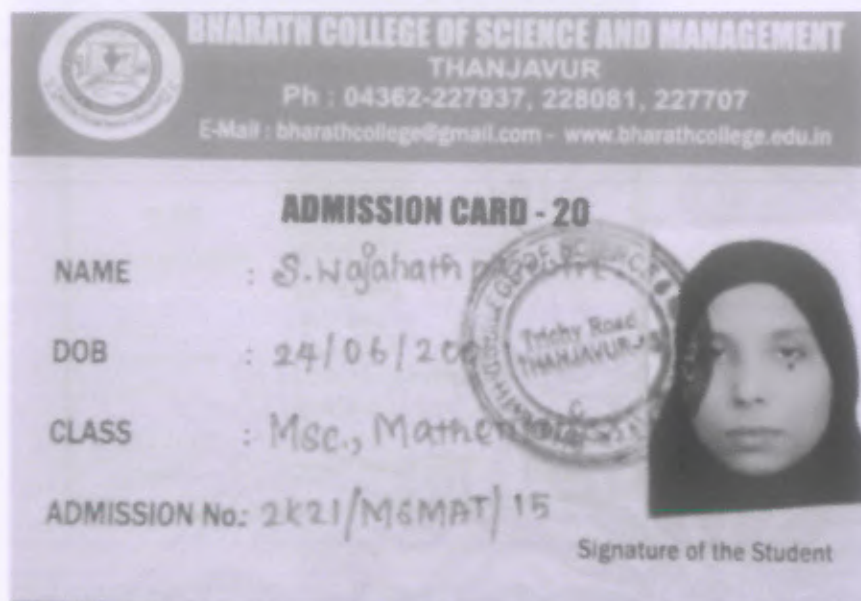 BHARATH COLLEGE OF SCIENCE AND MANAGEMENT
THANJAVUR
Ph : 04362-227937, 228081, 227707
E-Mail : bharathcollege@gmail.com - www.bharathcollege.edu.in
ADMISSION CARD - 20
NAME : S. Wajahath
DOB : 24/06/20
CLASS : Msc., Mathematics
ADMISSION No.: 2K21/MSMAT/15
Trichy Road
THANJAVUR
Signature of the Student